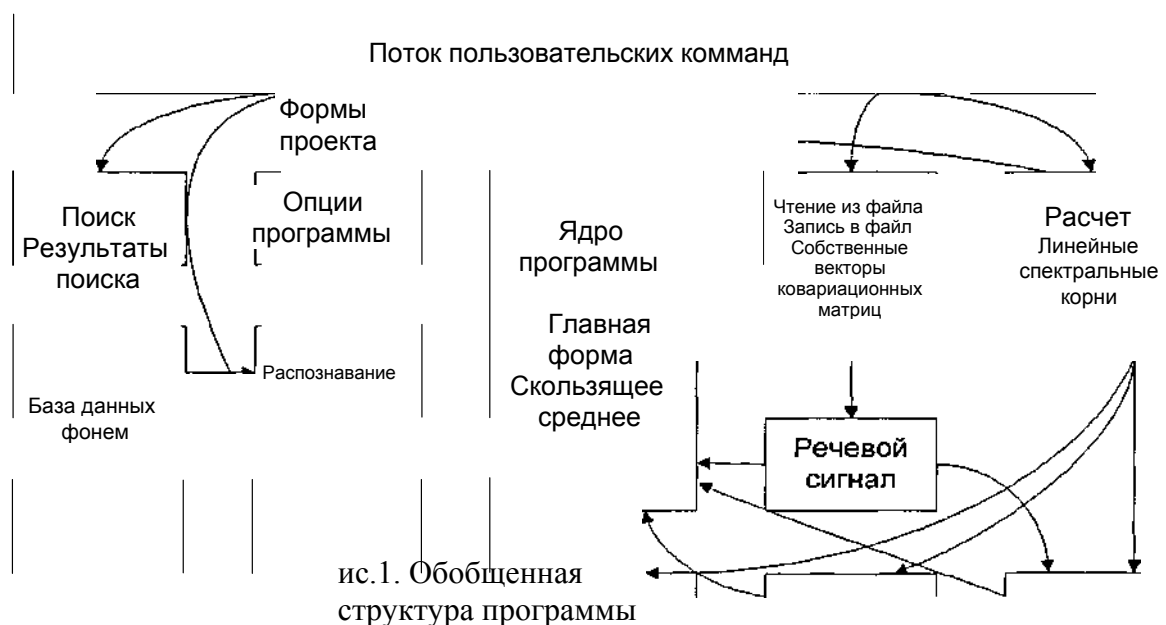 Поток пользовательских комманд
Формы
проекта
Поиск
Результаты
поиска
Опции
программы
Ядро
программы
Чтение из файла
Запись в файл
Собственные
векторы
ковариационных
матриц
Расчет
Линейные
спектральные
корни
Главная
форма
Скользящее
среднее
Распознавание
База данных
фонем
Речевой
сигнал
ис.1. Обобщенная
структура программы